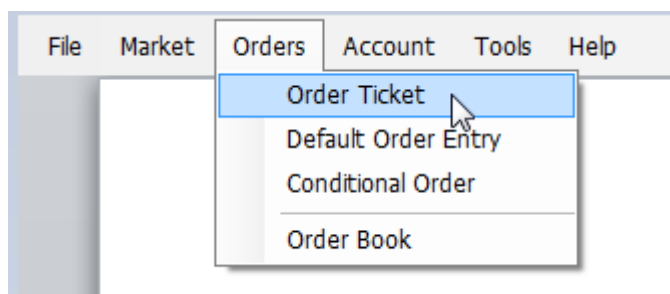 File Market Orders Account Tools Help
Order Ticket
Default Order Entry
Conditional Order
Order Book